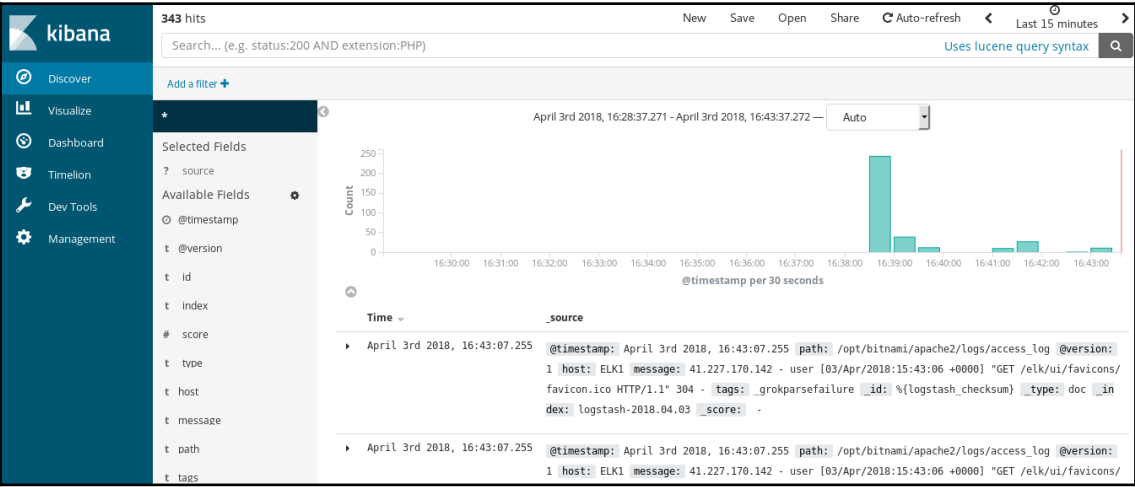 343 hits
New Save Open Share Auto-refresh Last 15 minutes
kibana
Search... (e.g. status:200 AND extension:PHP)
Uses lucene query syntax
Discover
Visualize
Dashboard
Timelion
Dev Tools
Management
Add a filter +
*
Selected Fields
? source
Available Fields
@timestamp
t @version
t id
t index
# score
t type
t host
t message
t path
t tags
April 3rd 2018, 16:28:37.271 - April 3rd 2018, 16:43:37.272 —
Auto
Count
250
200
150
100
50
0
16:30:00 16:31:00 16:32:00 16:33:00 16:34:00 16:35:00 16:36:00 16:37:00 16:38:00 16:39:00 16:40:00 16:41:00 16:42:00 16:43:00
@timestamp per 30 seconds
Time _source
April 3rd 2018, 16:43:07.255
@timestamp: April 3rd 2018, 16:43:07.255 path: /opt/bitnami/apache2/logs/access_log @version:
1 host: ELK1 message: 41.227.170.142 - user [03/Apr/2018:15:43:06 +0000] "GET /elk/ui/favicons/
favicon.ico HTTP/1.1" 304 - tags: _grokparsefailure _id: %{logstash_checksum} _type: doc _in
dex: logstash-2018.04.03 _score: -
April 3rd 2018, 16:43:07.255
@timestamp: April 3rd 2018, 16:43:07.255 path: /opt/bitnami/apache2/logs/access_log @version:
1 host: ELK1 message: 41.227.170.142 - user [03/Apr/2018:15:43:06 +0000] "GET /elk/ui/favicons/